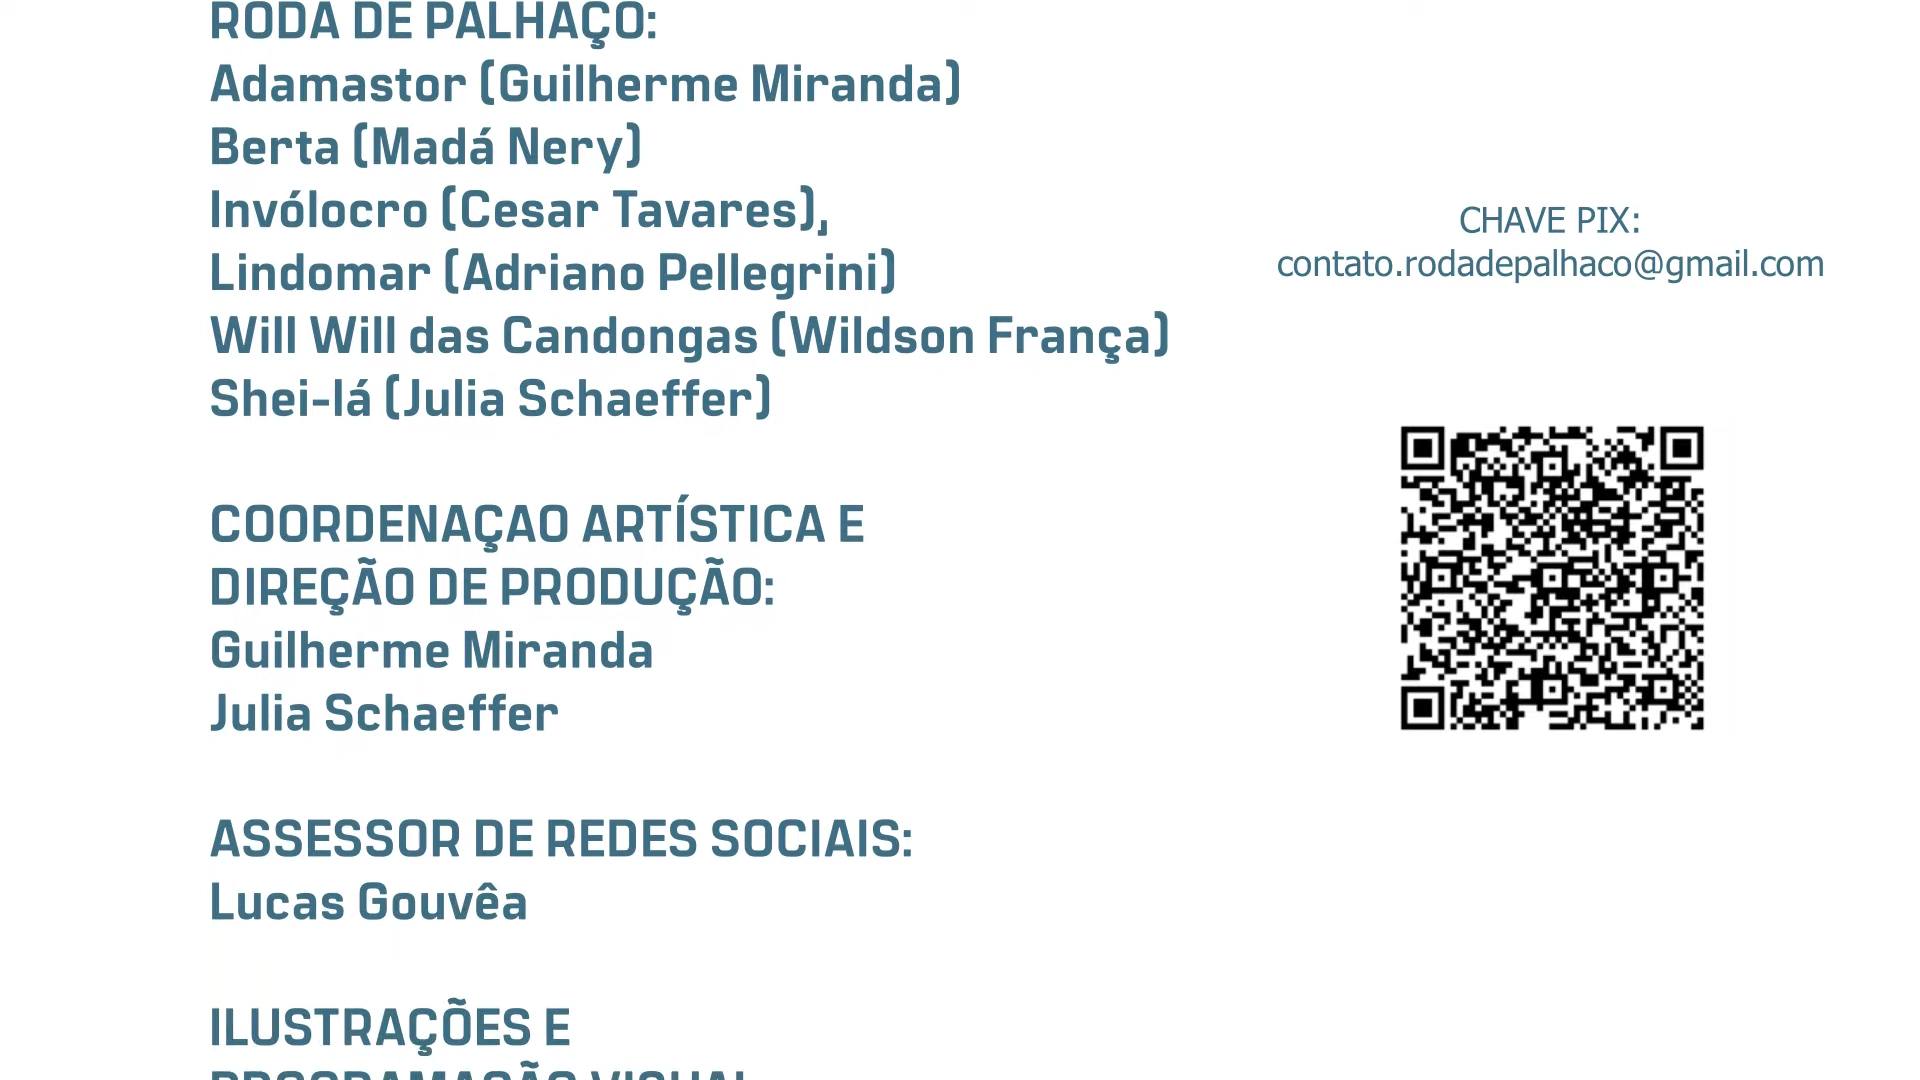 RODA DE PALHAÇO:
Adamastor (Guilherme Miranda)
Berta (Madá Nery)
Invólocro (Cesar Tavares),
Lindomar (Adriano Pellegrini)
Will Will das Candongas (Wildson França)
Shei-lá (Julia Schaeffer)
COORDENAÇAO ARTÍSTICA E
DIREÇÃO DE PRODUÇÃO:
Guilherme Miranda
Julia Schaeffer
ASSESSOR DE REDES SOCIAIS:
Lucas Gouvêa
ILUSTRAÇÕES E
PROGRAMAÇÃO VISUAL
CHAVE PIX:
contato.rodadepalhaco@gmail.com